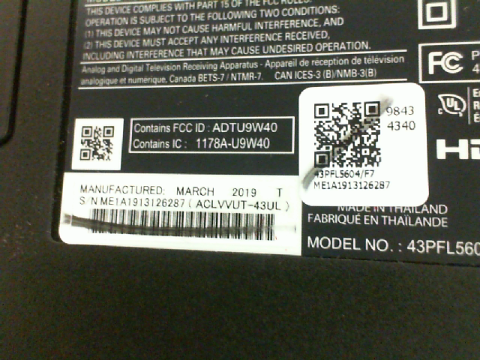 THIS DEVICE COMPLIES WITH PART 15 OF THE FCC RULES.
OPERATION IS SUBJECT TO THE FOLLOWING TWO CONDITIONS:
(1) THIS DEVICE MAY NOT CAUSE HARMFUL INTERFERENCE, AND
(2) THIS DEVICE MUST ACCEPT ANY INTERFERENCE RECEIVED,
INCLUDING INTERFERENCE THAT MAY CAUSE UNDESIRED OPERATION.
Analog and Digital Television Receiving Apparatus - Appareil de réception de télévision
analogique et numérique, Canada BETS-7 / NTMR-7. CAN ICES-3 (B)/NMB-3(B)
FC
Contains FCC ID : ADTU9W40
Contains IC : 1178A-U9W40
9843
4340
43PFL5604/F7
ME1A1913126287
UL
MANUFACTURED: MARCH 2019 T
S/N ME1A1913126287 (ACLVVUT-43UL)
MADE IN THAILAND
FABRIQUÉ EN THAÏLANDE
MODEL NO. : 43PFL560